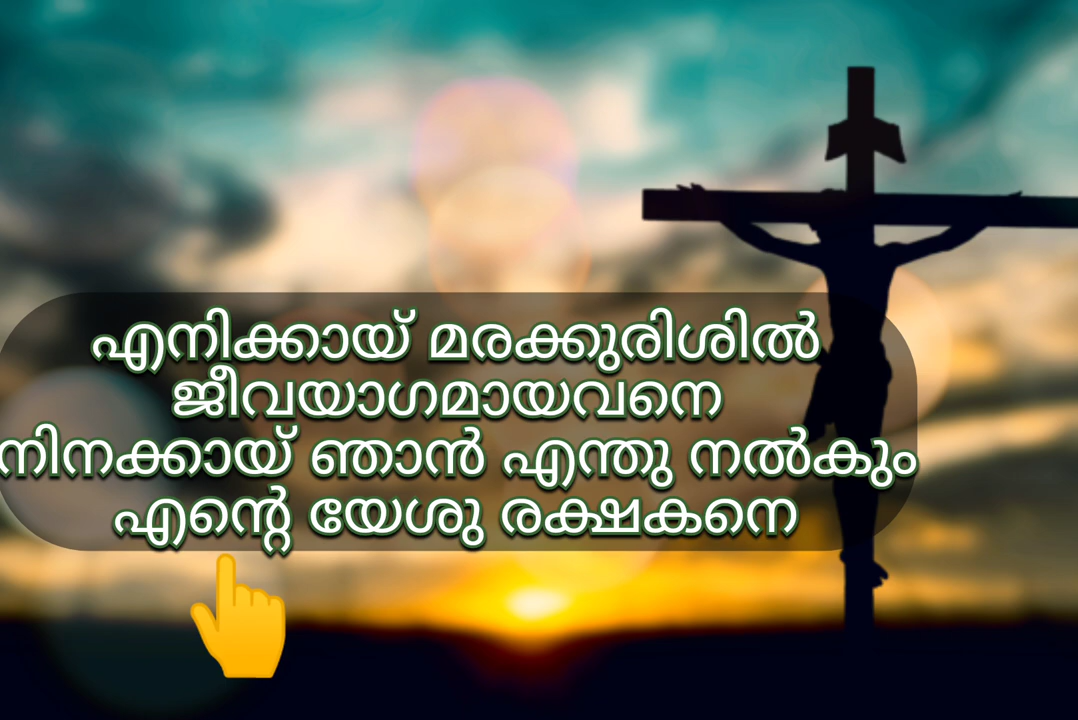 എനിക്കായ് മരക്കുരിശിൽ
ജീവയാഗമായവനെ
നിനക്കായ് ഞാൻ എന്തു നൽകും
എന്റെ യേശു രക്ഷകനെ